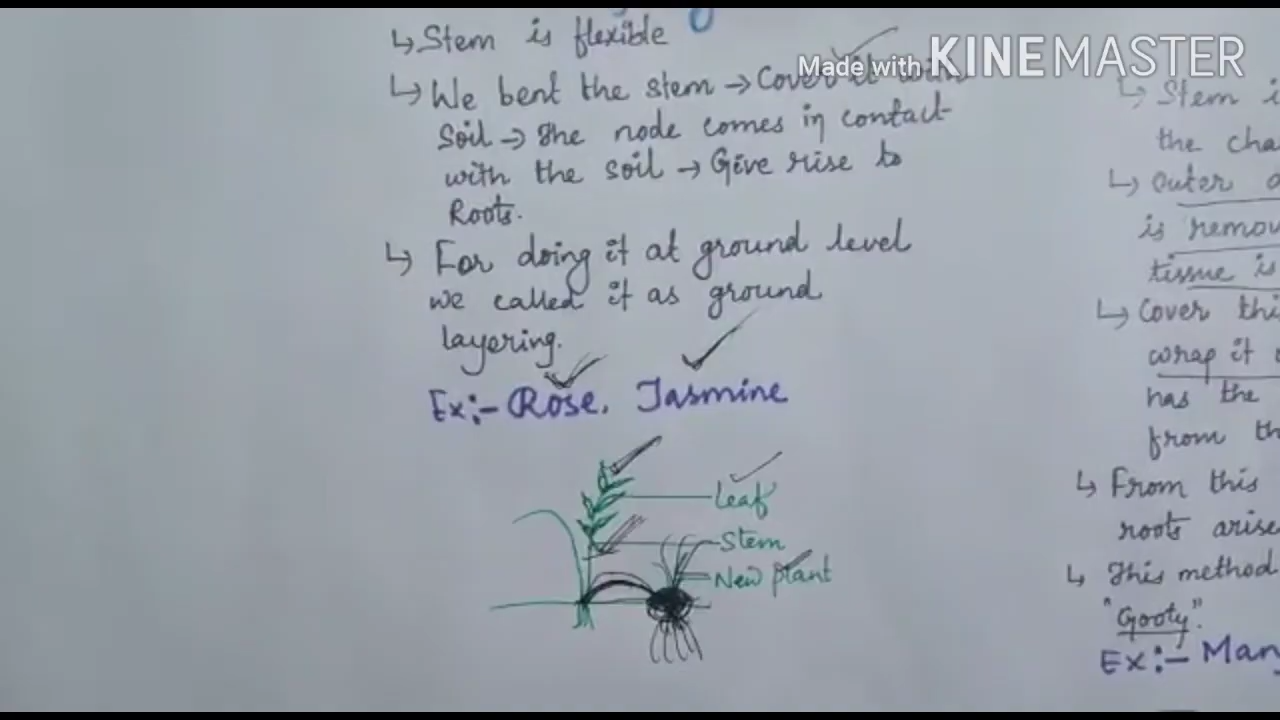 ↳ Stem is flexible
↳ We bent the stem → Cover it with
Soil → The node comes in contact
with the soil → Give rise to
Roots.
↳ For doing it at ground level
we called it as ground
layering.
Ex:- Rose, Jasmine
Leaf
Stem
New plant
Made with KINEMASTER
↳ Stem i
the cha
↳ Outer
is remov
tissue is
↳ Cover thi
wrap it
has the
from th
↳ From this
roots arise
↳ This method
"Gooty".
Ex:- Man